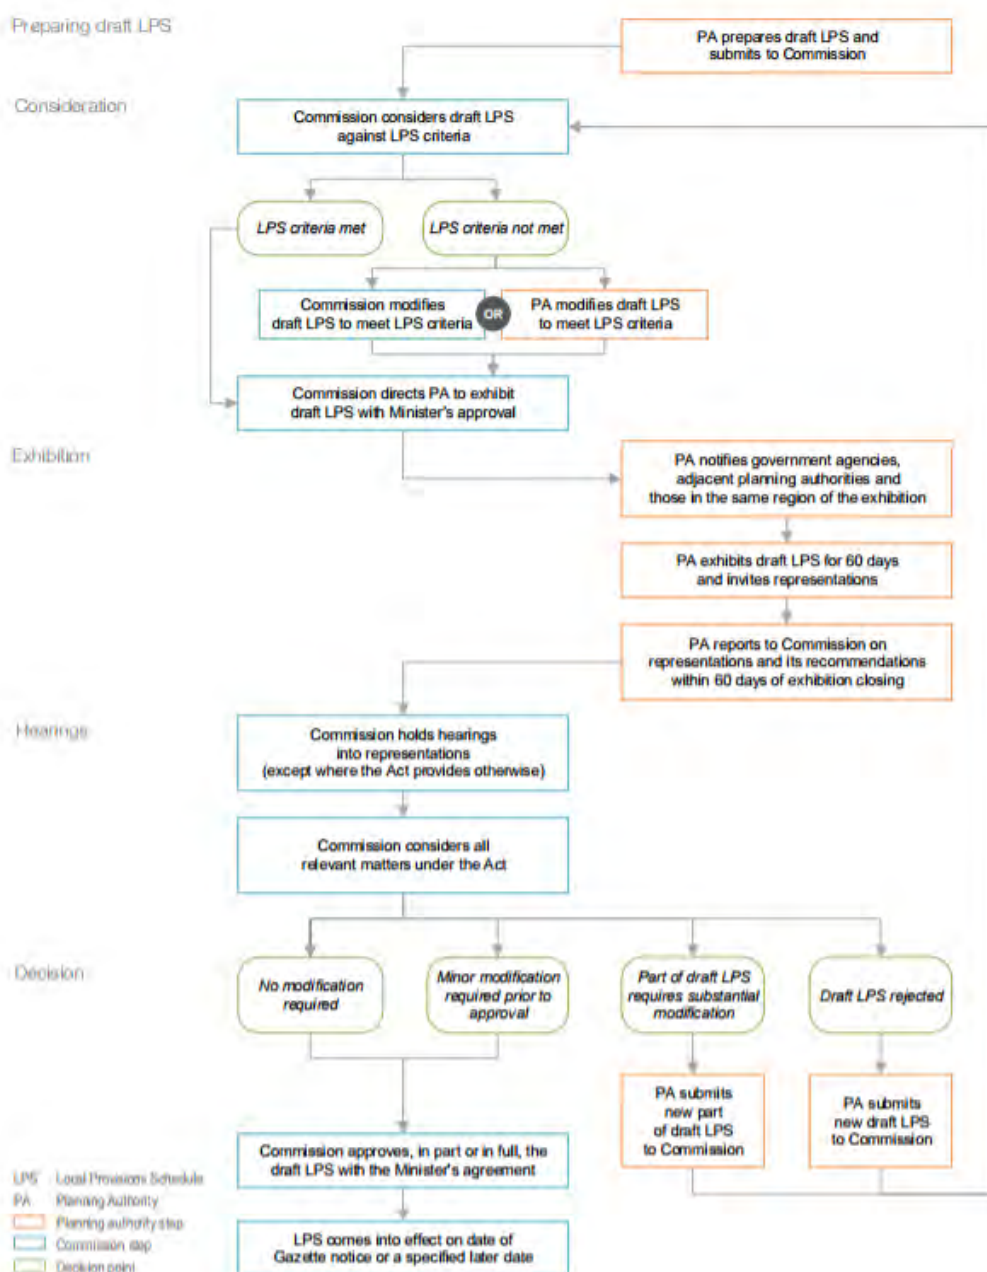 Preparing draft LPS
PA prepares draft LPS and
submits to Commission
Consideration
Commission considers draft LPS
against LPS criteria
LPS criteria met
LPS criteria not met
Commission modifies
draft LPS to meet LPS criteria
OR
PA modifies draft LPS
to meet LPS criteria
Commission directs PA to exhibit
draft LPS with Minister's approval
Exhibition
PA notifies government agencies,
adjacent planning authorities and
those in the same region of the exhibition
PA exhibits draft LPS for 60 days
and invites representations
PA reports to Commission on
representations and its recommendations
within 60 days of exhibition closing
Hearings
Commission holds hearings
into representations
(except where the Act provides otherwise)
Commission considers all
relevant matters under the Act
Decision
No modification
required
Minor modification
required prior to
approval
Part of draft LPS
requires substantial
modification
Draft LPS rejected
PA submits
new part
of draft LPS
to Commission
PA submits
new draft LPS
to Commission
Commission approves, in part or in full, the
draft LPS with the Minister's agreement
LPS comes into effect on date of
Gazette notice or a specified later date
LPS Local Provisions Schedule
PA Planning Authority
Planning authority step
Commission step
Decision point